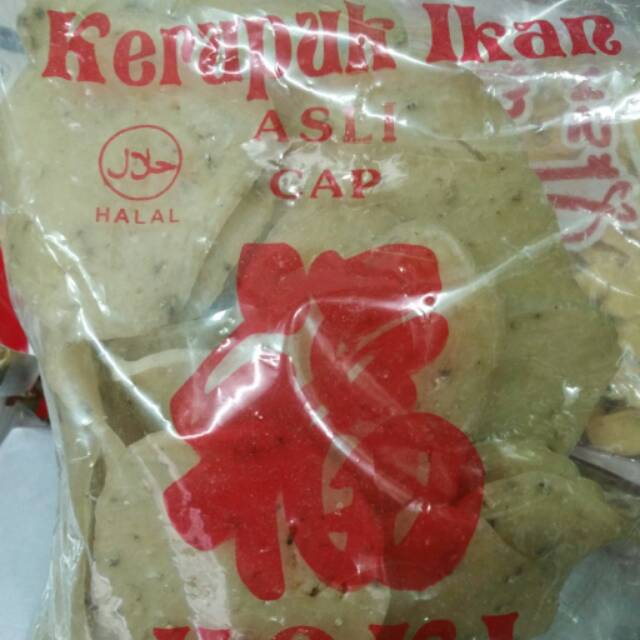 Kerupuk Ikan
ASLI
حلال
HALAL
CAP
福